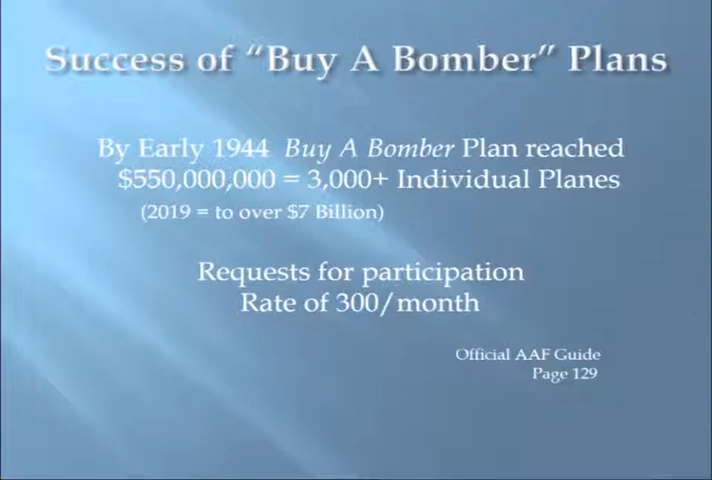 Success of “Buy A Bomber” Plans
By Early 1944 Buy A Bomber Plan reached
$550,000,000 = 3,000+ Individual Planes
(2019 = to over $7 Billion)
Requests for participation
Rate of 300/month
Official AAF Guide
Page 129